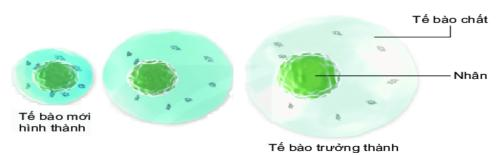 Tế bào chất
Nhân
Tế bào mới
hình thành
Tế bào trưởng thành